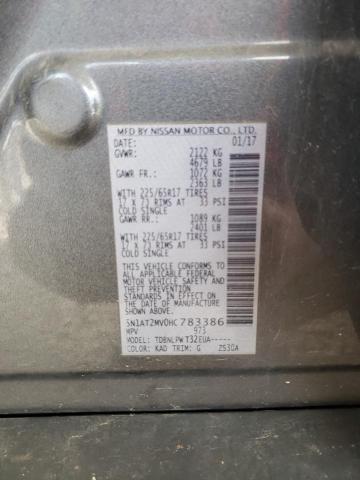 MFD BY NISSAN MOTOR CO., LTD.
DATE: 01/17
GVWR: 2122 KG
4679 LB
GAWR FR.: 1072 KG
2363 LB
WITH 225/65R17 TIRES
17 X 7J RIMS AT 33 PSI
COLD SINGLE
GAWR RR.: 1089 KG
2401 LB
WITH 225/65R17 TIRES
17 X 7J RIMS AT 33 PSI
COLD SINGLE
THIS VEHICLE CONFORMS TO ALL
APPLICABLE FEDERAL MOTOR
VEHICLE SAFETY AND THEFT
PREVENTION STANDARDS IN
EFFECT ON THE DATE OF
MANUFACTURE SHOWN ABOVE.
5N1AT2MV0HC783386
MPV 973
MODEL: TDBNLPW T32EUA-----
COLOR: KAD TRIM: G ZS30A